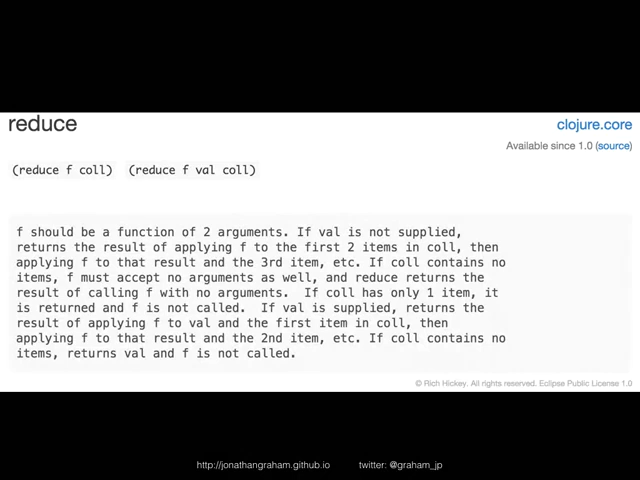 reduce
clojure.core
Available since 1.0 (source)
(reduce f coll) (reduce f val coll)
f should be a function of 2 arguments. If val is not supplied,
returns the result of applying f to the first 2 items in coll, then
applying f to that result and the 3rd item, etc. If coll contains no
items, f must accept no arguments as well, and reduce returns the
result of calling f with no arguments.  If coll has only 1 item, it
is returned and f is not called.  If val is supplied, returns the
result of applying f to val and the first item in coll, then
applying f to that result and the 2nd item, etc. If coll contains no
items, returns val and f is not called.
© Rich Hickey. All rights reserved. Eclipse Public License 1.0
http://jonathangraham.github.io twitter: @graham_jp